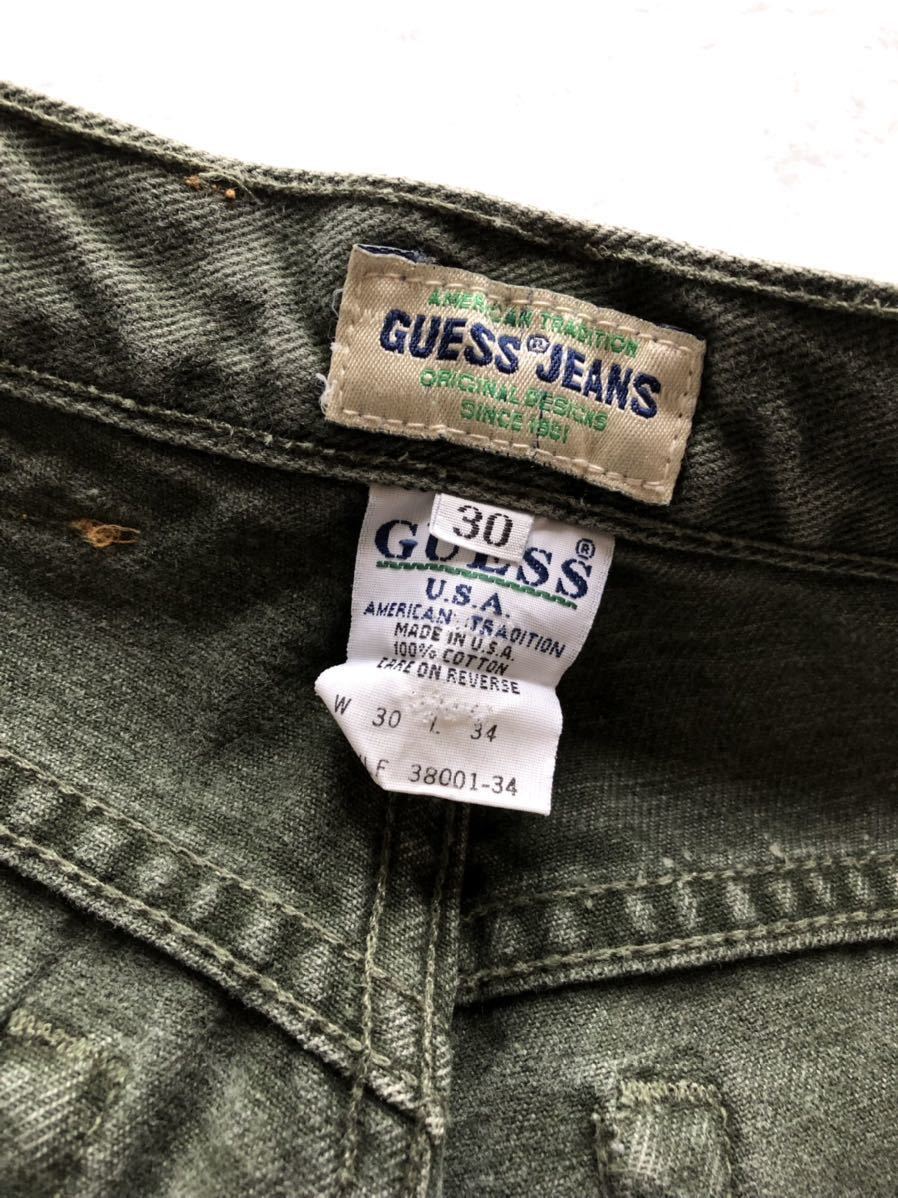 AMERICAN TRADITION
GUESS® JEANS
ORIGINAL DESIGNS
SINCE 1981
30
GUESS®
U.S.A.
AMERICAN TRADITION
MADE IN U.S.A.
100% COTTON
CARE ON REVERSE
W 30 L 34
38001-34